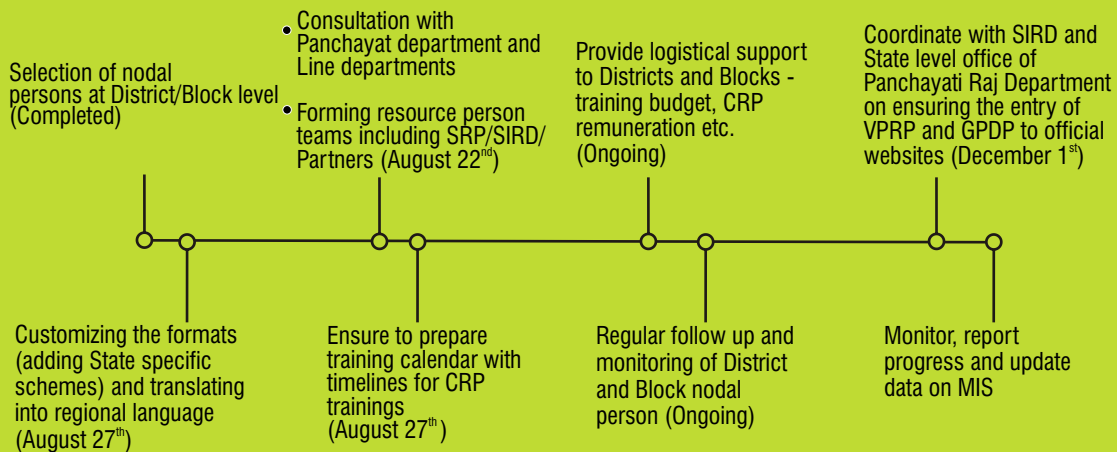 Selection of nodal
persons at District/Block level
(Completed)
• Consultation with
Panchayat department and
Line departments
• Forming resource person
teams including SRP/SIRD/
Partners (August 22nd)
Provide logistical support
to Districts and Blocks -
training budget, CRP
remuneration etc.
(Ongoing)
Coordinate with SIRD and
State level office of
Panchayati Raj Department
on ensuring the entry of
VPRP and GPDP to official
websites (December 1st)
Customizing the formats
(adding State specific
schemes) and translating
into regional language
(August 27th)
Ensure to prepare
training calendar with
timelines for CRP
trainings
(August 27th)
Regular follow up and
monitoring of District
and Block nodal
person (Ongoing)
Monitor, report
progress and update
data on MIS